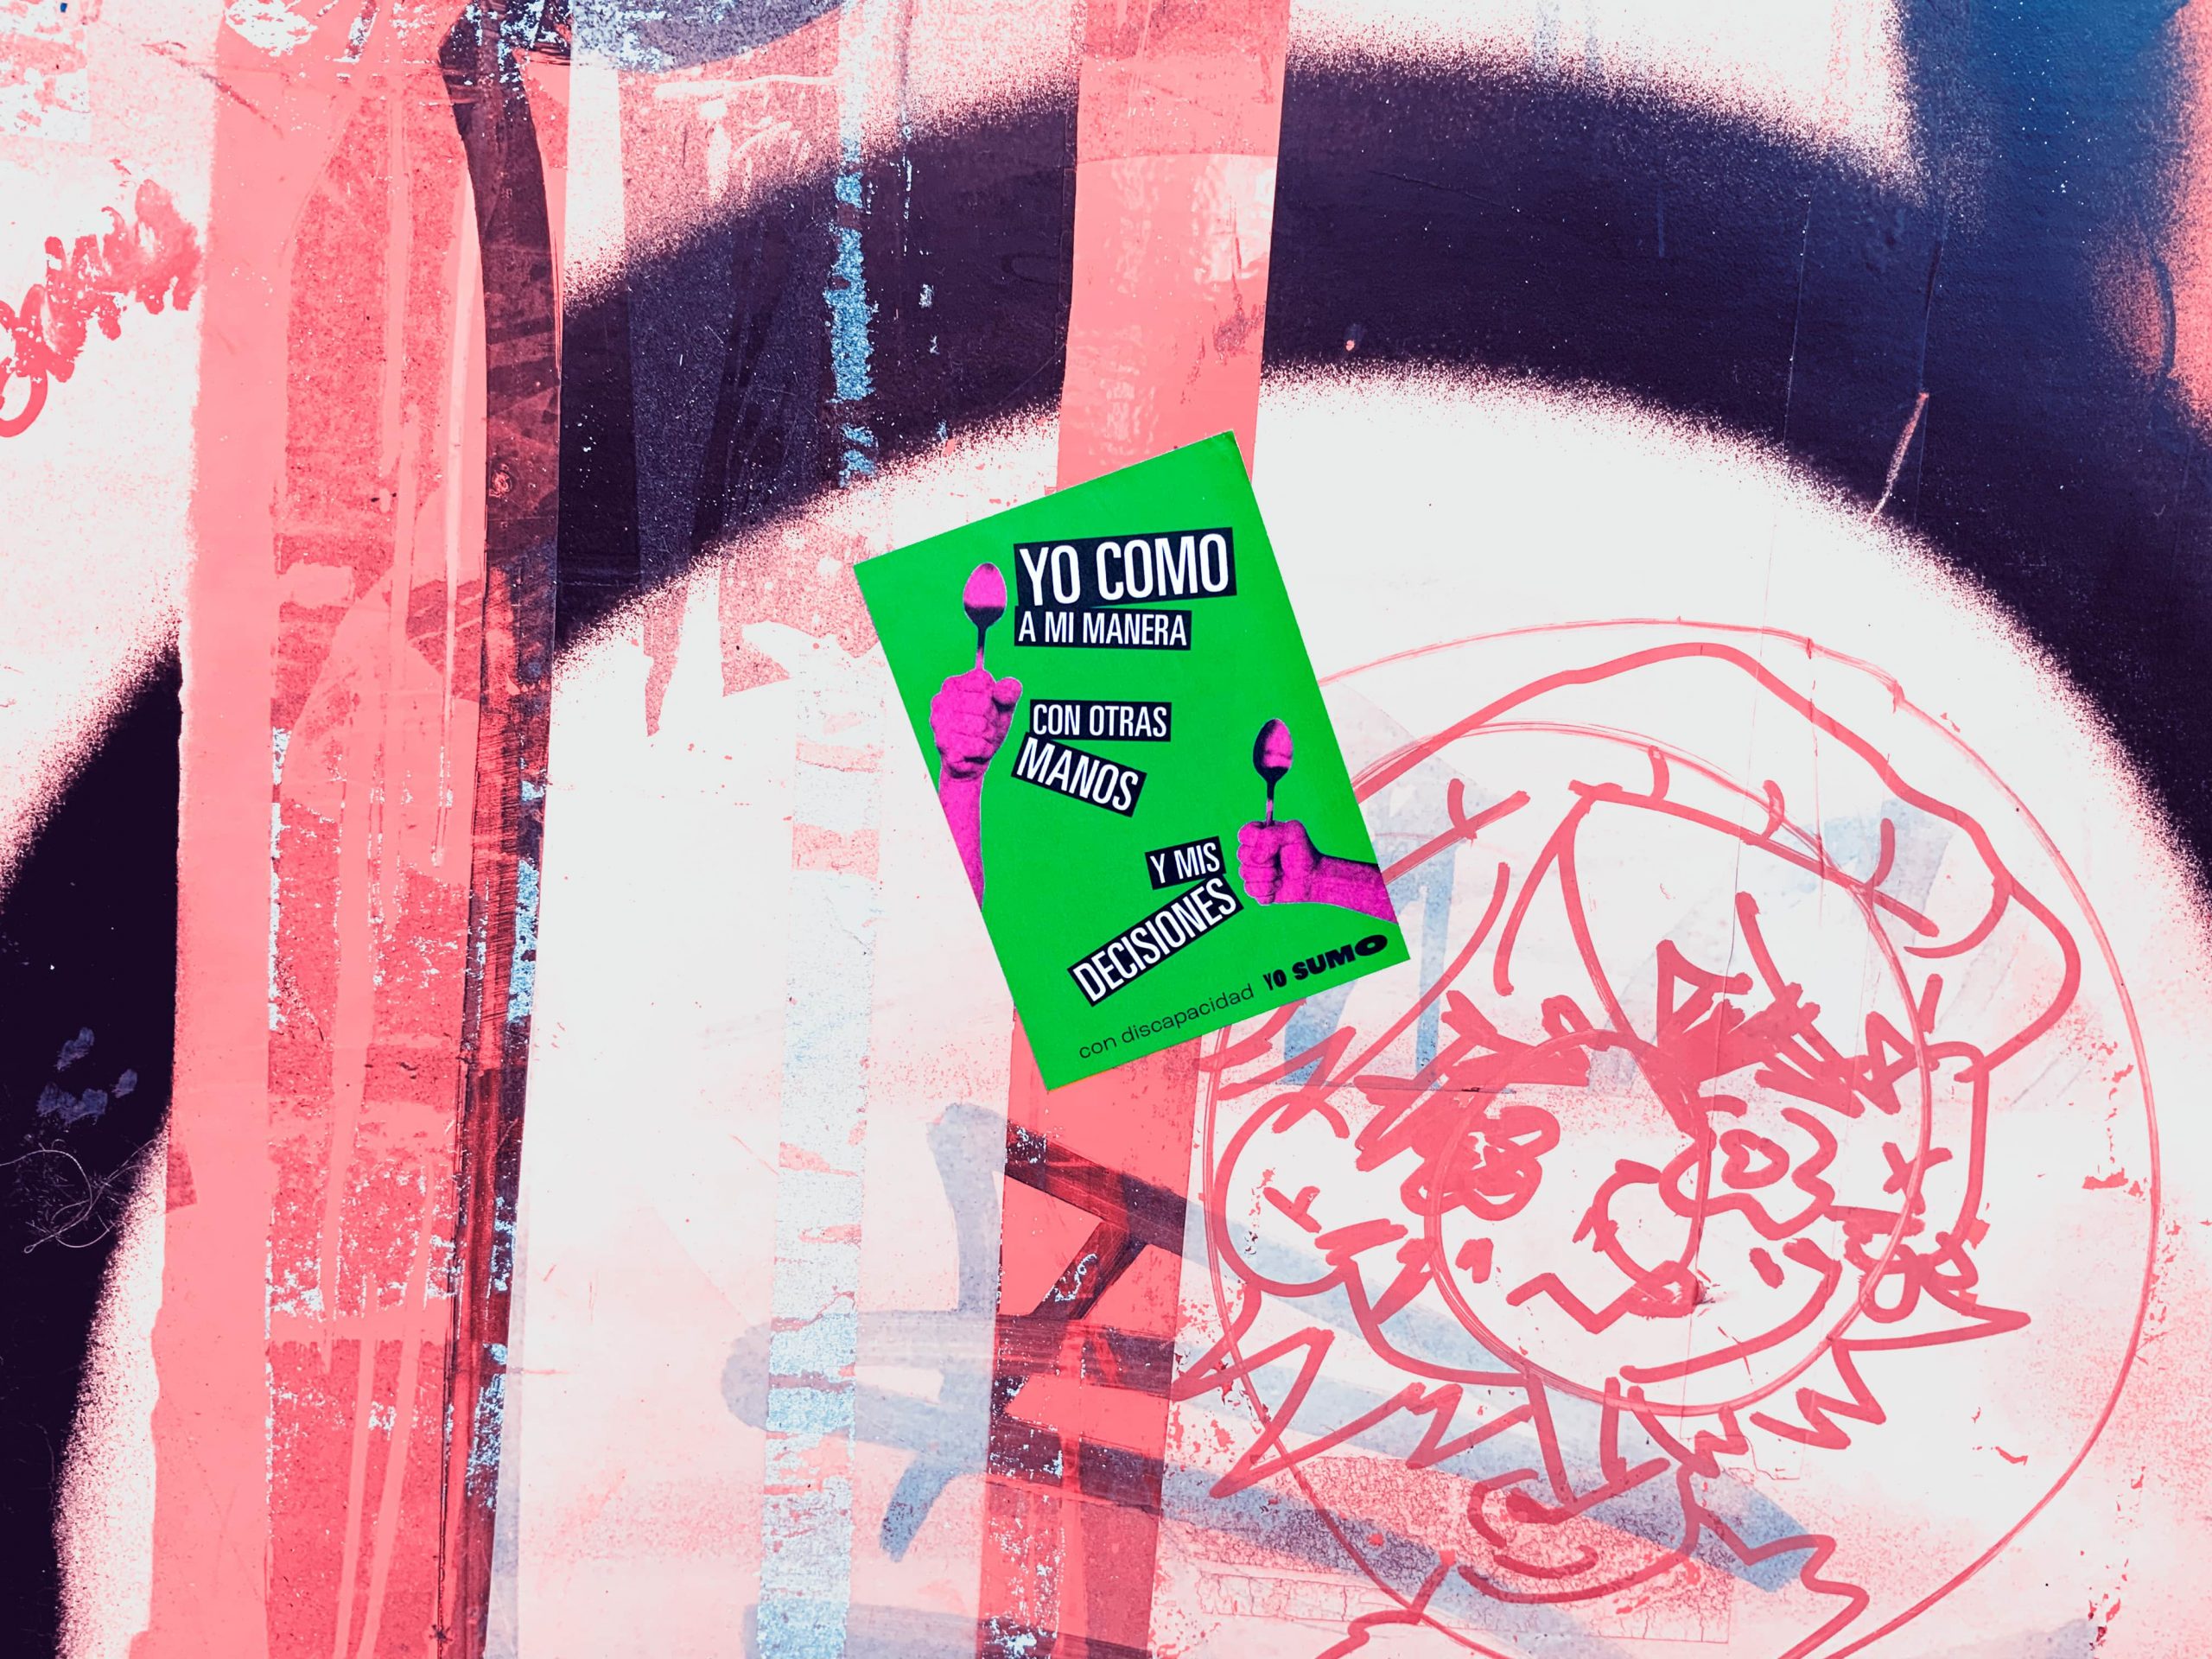 YO COMO
A MI MANERA
CON OTRAS
MANOS
Y MIS
DECISIONES
con discapacidad YO SUMO